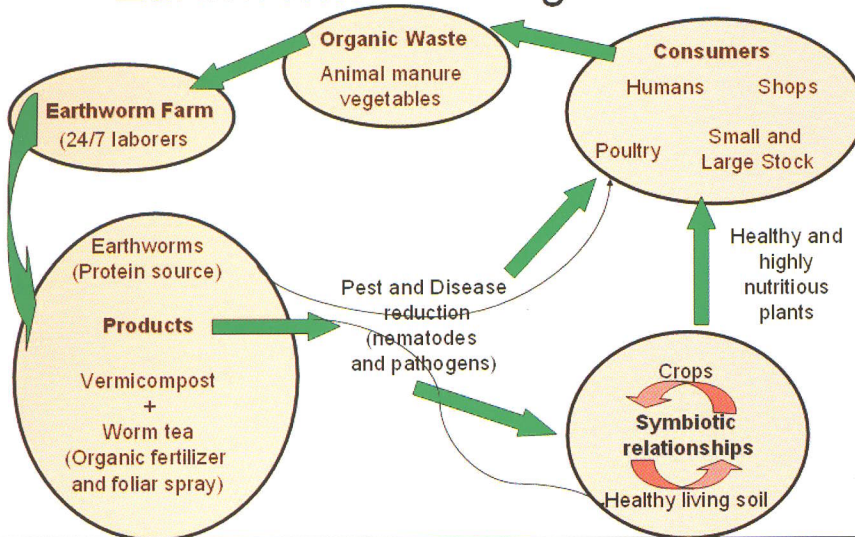 Organic Waste
Animal manure
vegetables
Consumers
Humans Shops
Poultry
Small and
Large Stock
Earthworm Farm
(24/7 laborers
Earthworms
(Protein source)
Products
Vermicompost
+
Worm tea
(Organic fertilizer
and foliar spray)
Pest and Disease
reduction
(nematodes
and pathogens)
Healthy and
highly
nutritious
plants
Crops
Symbiotic
relationships
Healthy living soil